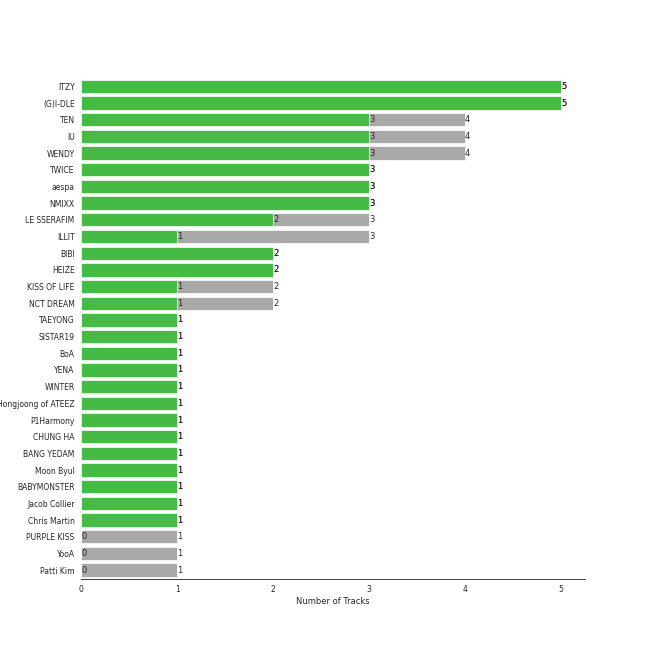 ITZY 5
(G)I-DLE 5
TEN 3 4
IU 3 4
WENDY 3 4
TWICE 3
aespa 3
NMIXX 3
LE SSERAFIM 2 3
ILLIT 1 3
BIBI 2
HEIZE 2
KISS OF LIFE 1 2
NCT DREAM 1 2
TAEYONG 1
SISTAR19 1
BoA 1
YENA 1
WINTER 1
Hongjoong of ATEEZ 1
P1Harmony 1
CHUNG HA 1
BANG YEDAM 1
Moon Byul 1
BABYMONSTER 1
Jacob Collier 1
Chris Martin 1
PURPLE KISS 0 1
YooA 0 1
Patti Kim 0 1
0 1 2 3 4 5
Number of Tracks